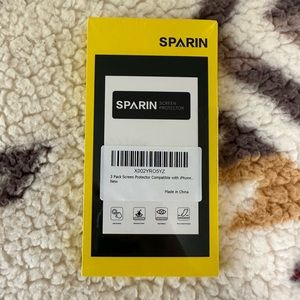 SPARIN
SPARIN SCREEN PROTECTOR
X002YRO5YZ
3 Pack Screen Protector Compatible with iPhone...
New
Made in China